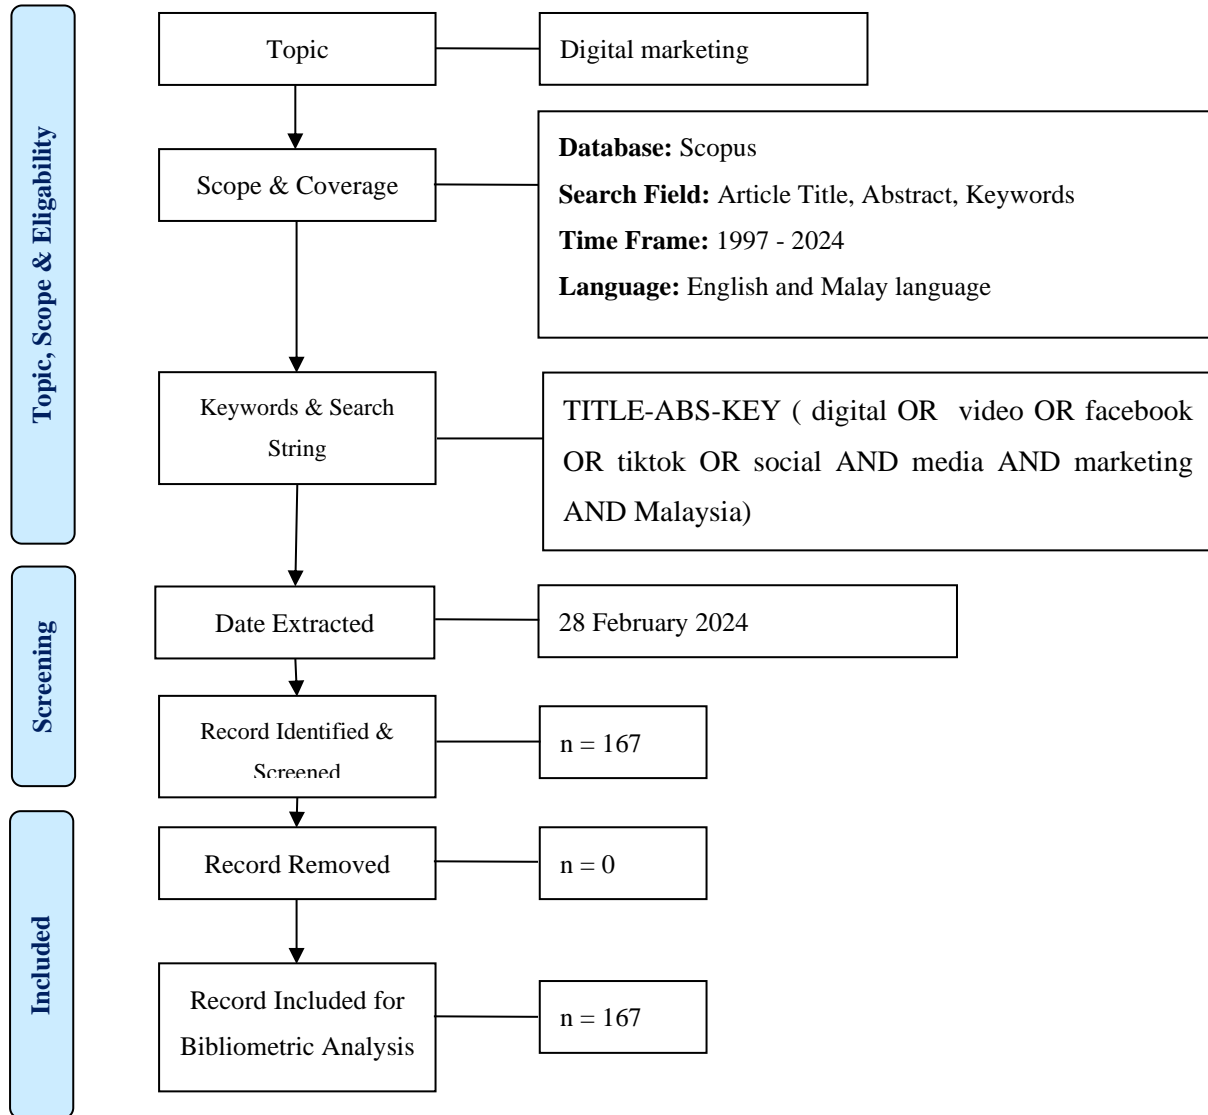 Topic, Scope & Eligability
Topic
Digital marketing
Scope & Coverage
Database: Scopus
Search Field: Article Title, Abstract, Keywords
Time Frame: 1997 - 2024
Language: English and Malay language
Keywords & Search
String
TITLE-ABS-KEY ( digital OR video OR facebook
OR tiktok OR social AND media AND marketing
AND Malaysia)
Screening
Date Extracted
28 February 2024
Record Identified &
Screened
n = 167
Included
Record Removed
n = 0
Record Included for
Bibliometric Analysis
n = 167